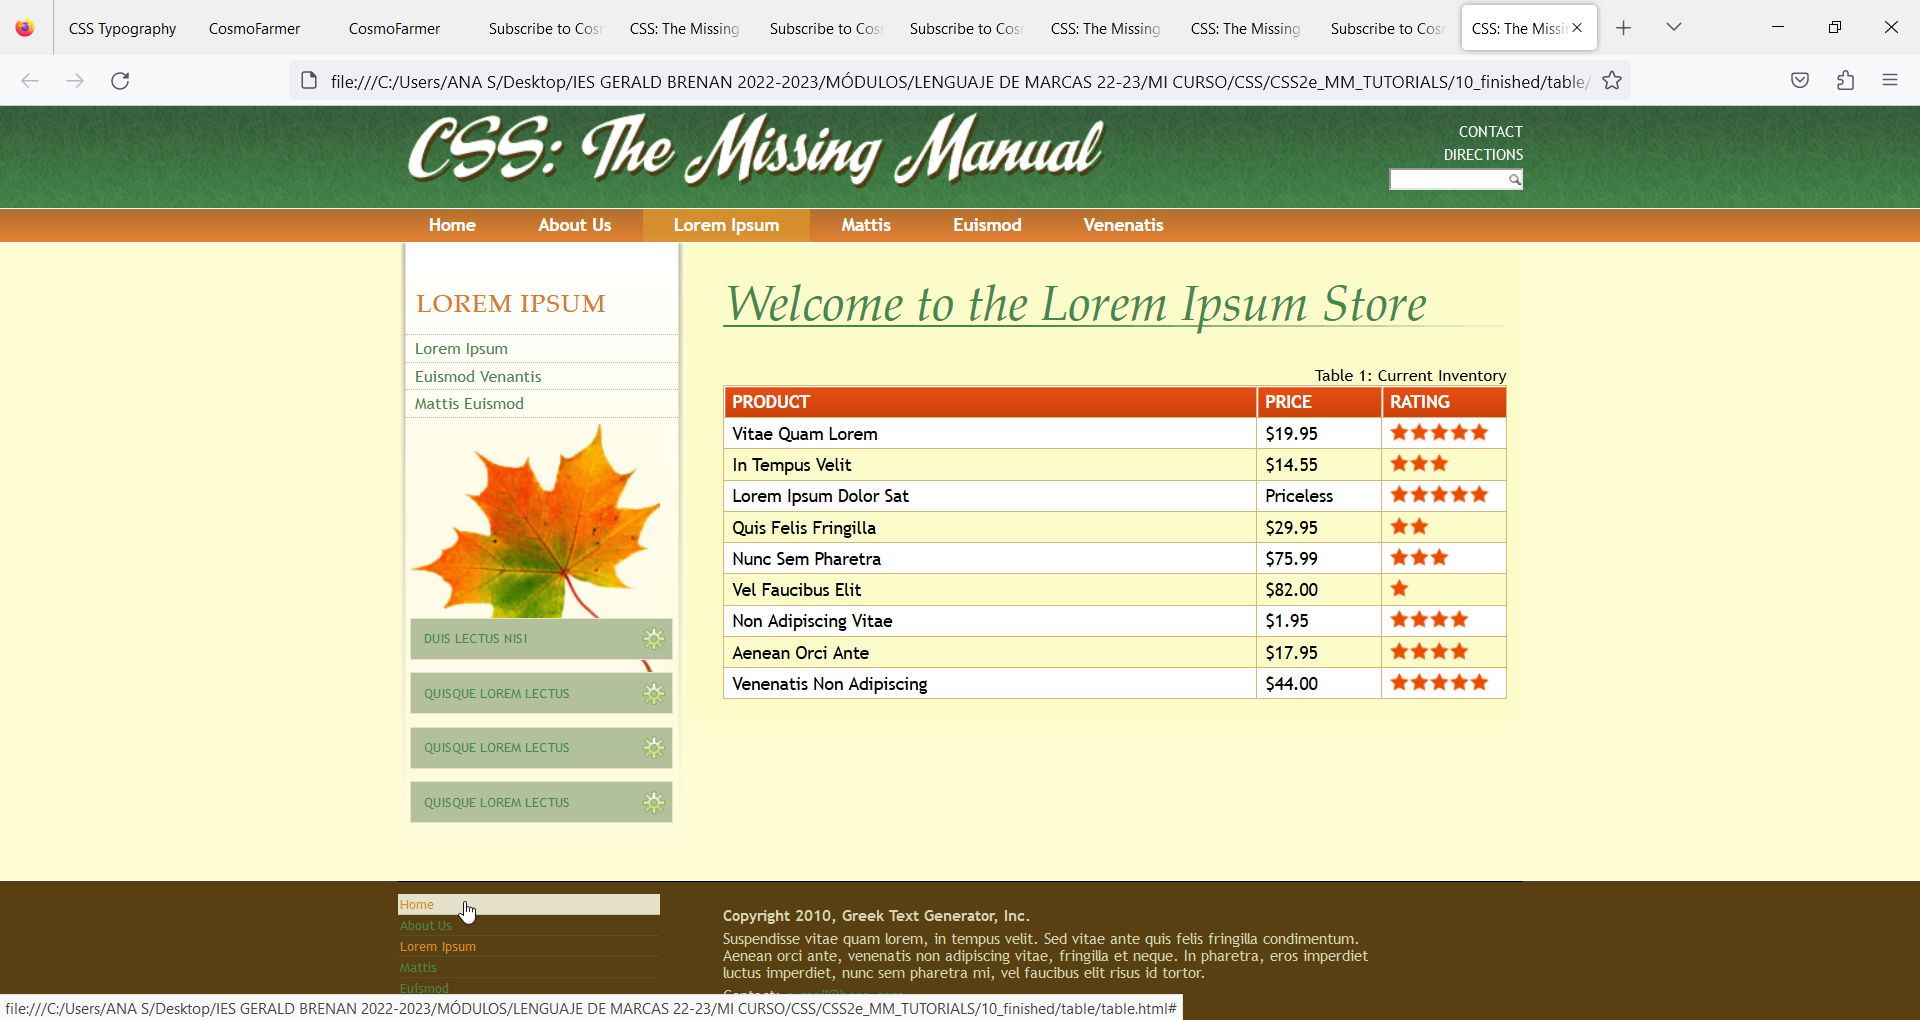 CSS Typography
CosmoFarmer
CosmoFarmer
Subscribe to Cosm
CSS: The Missing
Subscribe to Cosm
Subscribe to Cosm
CSS: The Missing
CSS: The Missing
Subscribe to Cosm
CSS: The Missin
file:///C:/Users/ANA S/Desktop/IES GERALD BRENAN 2022-2023/MÓDULOS/LENGUAJE DE MARCAS 22-23/MI CURSO/CSS/CSS2e_MM_TUTORIALS/10_finished/table/
CSS: The Missing Manual
CONTACT
DIRECTIONS
Home About Us Lorem Ipsum Mattis Euismod Venenatis
LOREM IPSUM
Lorem Ipsum
Euismod Venantis
Mattis Euismod
DUIS LECTUS NISI
QUISQUE LOREM LECTUS
QUISQUE LOREM LECTUS
QUISQUE LOREM LECTUS
Welcome to the Lorem Ipsum Store
Table 1: Current Inventory
PRODUCT PRICE RATING
Vitae Quam Lorem $19.95
In Tempus Velit $14.55
Lorem Ipsum Dolor Sat Priceless
Quis Felis Fringilla $29.95
Nunc Sem Pharetra $75.99
Vel Faucibus Elit $82.00
Non Adipiscing Vitae $1.95
Aenean Orci Ante $17.95
Venenatis Non Adipiscing $44.00
Home
About Us
Lorem Ipsum
Mattis
Euismod
Copyright 2010, Greek Text Generator, Inc.
Suspendisse vitae quam lorem, in tempus velit. Sed vitae ante quis felis fringilla condimentum.
Aenean orci ante, venenatis non adipiscing vitae, fringilla et neque. In pharetra, eros imperdiet
luctus imperdiet, nunc sem pharetra mi, vel faucibus elit risus id tortor.
file:///C:/Users/ANA S/Desktop/IES GERALD BRENAN 2022-2023/MÓDULOS/LENGUAJE DE MARCAS 22-23/MI CURSO/CSS/CSS2e_MM_TUTORIALS/10_finished/table/table.html#